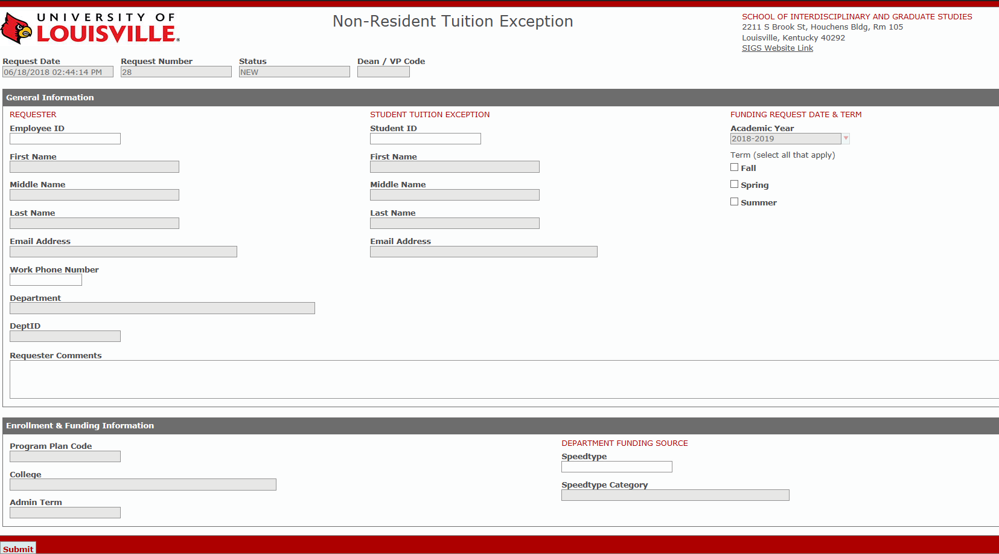 UNIVERSITY OF
LOUISVILLE®
Non-Resident Tuition Exception
SCHOOL OF INTERDISCIPLINARY AND GRADUATE STUDIES
2211 S Brook St, Houchens Bldg, Rm 105
Louisville, Kentucky 40292
SIGS Website Link
Request Date
06/18/2018 02:44:14 PM
Request Number
28
Status
NEW
Dean / VP Code
General Information
REQUESTER
Employee ID
First Name
Middle Name
Last Name
Email Address
Work Phone Number
Department
DeptID
STUDENT TUITION EXCEPTION
Student ID
First Name
Middle Name
Last Name
Email Address
FUNDING REQUEST DATE & TERM
Academic Year
2018-2019
Term (select all that apply)
Fall
Spring
Summer
Requester Comments
Enrollment & Funding Information
Program Plan Code
College
Admin Term
DEPARTMENT FUNDING SOURCE
Speedtype
Speedtype Category
Submit